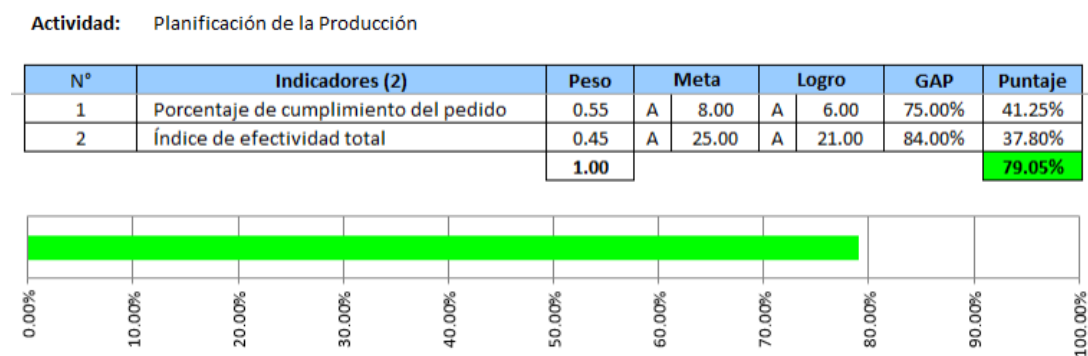 Actividad: Planificación de la Producción
N° Indicadores (2) Peso Meta Logro GAP Puntaje
1 Porcentaje de cumplimiento del pedido 0.55 A 8.00 A 6.00 75.00% 41.25%
2 Índice de efectividad total 0.45 A 25.00 A 21.00 84.00% 37.80%
1.00 79.05%
0.00% 10.00% 20.00% 30.00% 40.00% 50.00% 60.00% 70.00% 80.00% 90.00% 100.00%